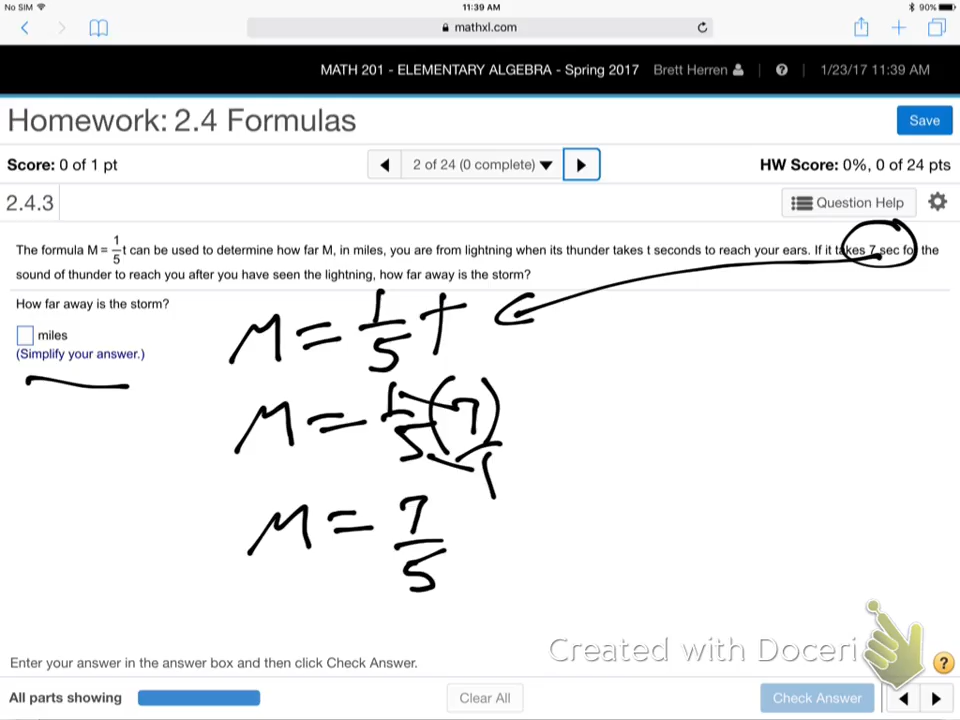 No SIM 11:39 AM 90%
mathxl.com
MATH 201 - ELEMENTARY ALGEBRA - Spring 2017 Brett Herren | ? | 1/23/17 11:39 AM
Homework: 2.4 Formulas Save
Score: 0 of 1 pt 2 of 24 (0 complete) HW Score: 0%, 0 of 24 pts
2.4.3 Question Help
The formula M = 1/5 t can be used to determine how far M, in miles, you are from lightning when its thunder takes t seconds to reach your ears. If it takes 7 sec for the
sound of thunder to reach you after you have seen the lightning, how far away is the storm?
How far away is the storm?
miles
(Simplify your answer.)
M = 1/5 t
M = 1/5 (7/1)
M = 7/5
Created with Doceri
Enter your answer in the answer box and then click Check Answer. ?
All parts showing Clear All Check Answer